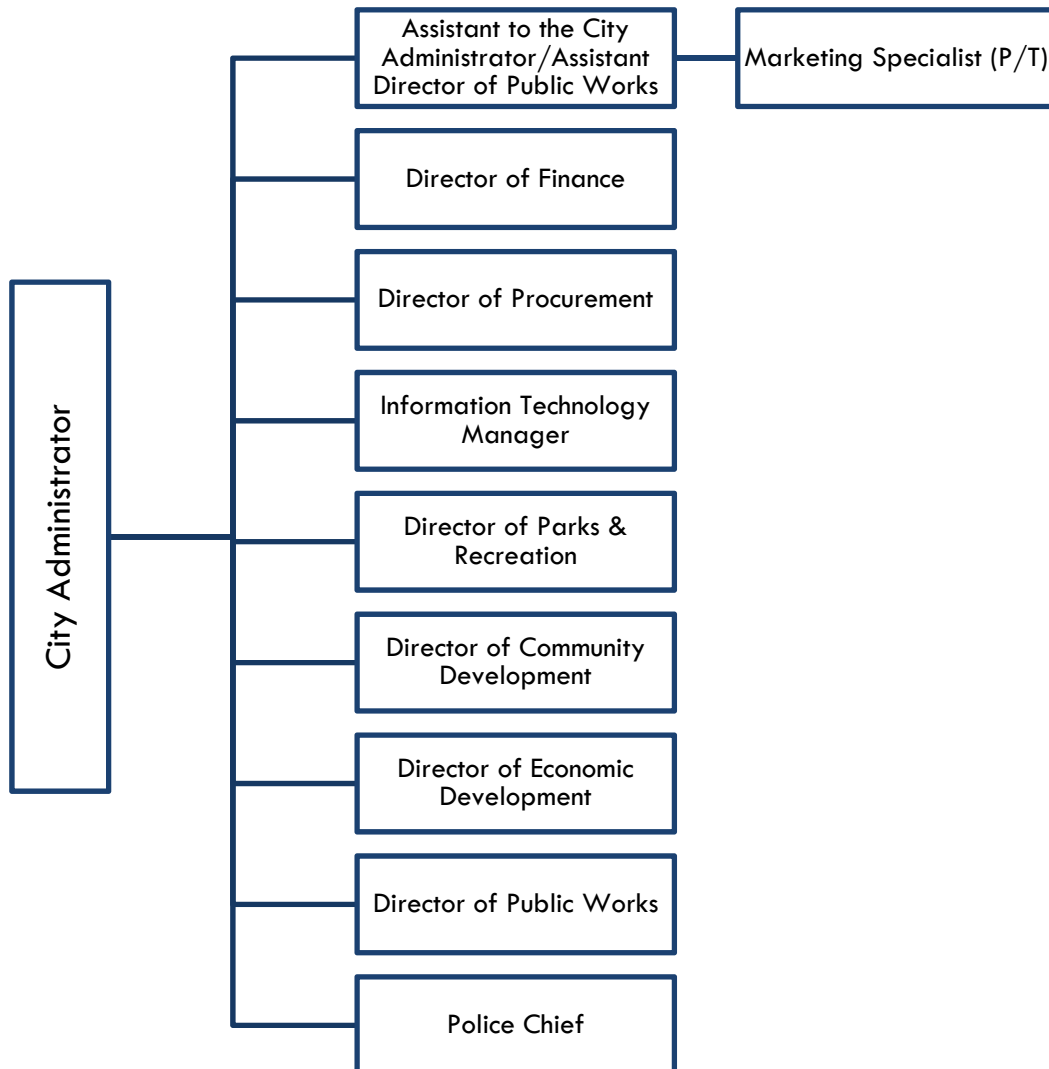 Assistant to the City
Administrator/Assistant
Director of Public Works
Marketing Specialist (P/T)
Director of Finance
Director of Procurement
Information Technology
Manager
City Administrator
Director of Parks &
Recreation
Director of Community
Development
Director of Economic
Development
Director of Public Works
Police Chief